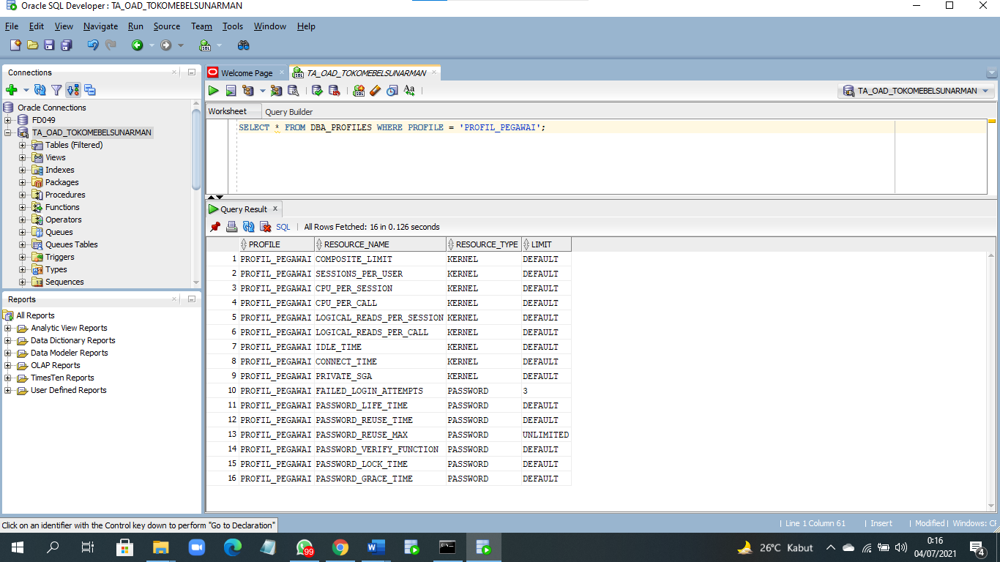 Oracle SQL Developer : TA_OAD_TOKOMEBELSUNARMAN
File Edit View Navigate Run Source Team Tools Window Help
Connections
Oracle Connections
FD049
TA_OAD_TOKOMEBELSUNARMAN
Tables (Filtered)
Views
Indexes
Packages
Procedures
Functions
Operators
Queues
Queues Tables
Triggers
Types
Sequences
Reports
All Reports
Analytic View Reports
Data Dictionary Reports
Data Modeler Reports
OLAP Reports
TimesTen Reports
User Defined Reports
Welcome Page TA_OAD_TOKOMEBELSUNARMAN
TA_OAD_TOKOMEBELSUNARMAN
Worksheet Query Builder
SELECT * FROM DBA_PROFILES WHERE PROFILE = 'PROFIL_PEGAWAI';
Query Result
SQL | All Rows Fetched: 16 in 0.126 seconds
PROFILE RESOURCE_NAME RESOURCE_TYPE LIMIT
1 PROFIL_PEGAWAI COMPOSITE_LIMIT KERNEL DEFAULT
2 PROFIL_PEGAWAI SESSIONS_PER_USER KERNEL DEFAULT
3 PROFIL_PEGAWAI CPU_PER_SESSION KERNEL DEFAULT
4 PROFIL_PEGAWAI CPU_PER_CALL KERNEL DEFAULT
5 PROFIL_PEGAWAI LOGICAL_READS_PER_SESSION KERNEL DEFAULT
6 PROFIL_PEGAWAI LOGICAL_READS_PER_CALL KERNEL DEFAULT
7 PROFIL_PEGAWAI IDLE_TIME KERNEL DEFAULT
8 PROFIL_PEGAWAI CONNECT_TIME KERNEL DEFAULT
9 PROFIL_PEGAWAI PRIVATE_SGA KERNEL DEFAULT
10 PROFIL_PEGAWAI FAILED_LOGIN_ATTEMPTS PASSWORD 3
11 PROFIL_PEGAWAI PASSWORD_LIFE_TIME PASSWORD DEFAULT
12 PROFIL_PEGAWAI PASSWORD_REUSE_TIME PASSWORD DEFAULT
13 PROFIL_PEGAWAI PASSWORD_REUSE_MAX PASSWORD UNLIMITED
14 PROFIL_PEGAWAI PASSWORD_VERIFY_FUNCTION PASSWORD DEFAULT
15 PROFIL_PEGAWAI PASSWORD_LOCK_TIME PASSWORD DEFAULT
16 PROFIL_PEGAWAI PASSWORD_GRACE_TIME PASSWORD DEFAULT
Click on an identifier with the Control key down to perform "Go to Declaration"
| Line 1 Column 61 | Insert | Modified | Windows: CF
99
26°C Kabut
0:16
04/07/2021
4